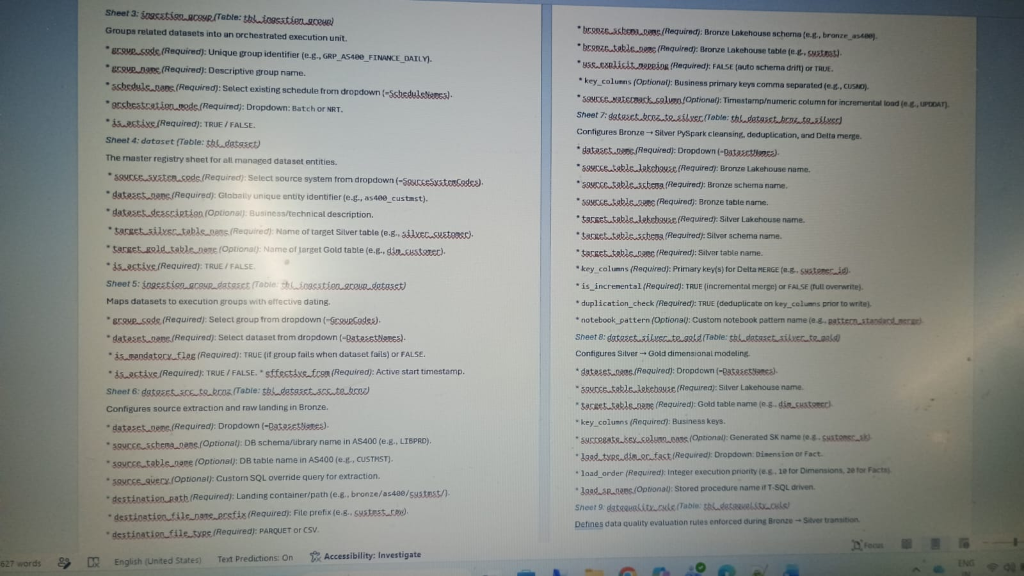 Sheet 3: ingestion_group (Table: tbl_ingestion_group)
Groups related datasets into an orchestrated execution unit.
* group_code (Required): Unique group identifier (e.g., GRP_AS400_FINANCE_DAILY).
* group_name (Required): Descriptive group name.
* schedule_name (Required): Select existing schedule from dropdown (=ScheduleNames).
* orchestration_mode (Required): Dropdown: Batch or NRT.
* is_active (Required): TRUE / FALSE.
Sheet 4: dataset (Table: tbl_dataset)
The master registry sheet for all managed dataset entities.
* source_system_code (Required): Select source system from dropdown (=SourceSystemCodes).
* dataset_name (Required): Globally unique entity identifier (e.g., as400_custmst).
* dataset_description (Optional): Business/technical description.
* target_silver_table_name (Required): Name of target Silver table (e.g., silver_customer).
* target_gold_table_name (Optional): Name of target Gold table (e.g., dim_customer).
* is_active (Required): TRUE / FALSE.
Sheet 5: ingestion_group_dataset (Table: tbl_ingestion_group_dataset)
Maps datasets to execution groups with effective dating.
* group_code (Required): Select group from dropdown (=GroupCodes).
* dataset_name (Required): Select dataset from dropdown (=DatasetNames).
* is_mandatory_flag (Required): TRUE (if group fails when dataset fails) or FALSE.
* is_active (Required): TRUE / FALSE. * effective_from (Required): Active start timestamp.
Sheet 6: dataset_src_to_brnz (Table: tbl_dataset_src_to_brnz)
Configures source extraction and raw landing in Bronze.
* dataset_name (Required): Dropdown (=DatasetNames).
* source_schema_name (Optional): DB schema/library name in AS400 (e.g., LIBPRD).
* source_table_name (Optional): DB table name in AS400 (e.g., CUSTMST).
* source_query (Optional): Custom SQL override query for extraction.
* destination_path (Required): Landing container/path (e.g., bronze/as400/custmst/).
* destination_file_name_prefix (Required): File prefix (e.g., custmst_raw).
* destination_file_type (Required): PARQUET or CSV.
* bronze_schema_name (Required): Bronze Lakehouse schema (e.g., bronze_as400).
* bronze_table_name (Required): Bronze Lakehouse table (e.g., custmst).
* use_explicit_mapping (Required): FALSE (auto schema drift) or TRUE.
* key_columns (Optional): Business primary keys comma separated (e.g., CUSNO).
* source_watermark_column (Optional): Timestamp/numeric column for incremental load (e.g., UPDDAT).
Sheet 7: dataset_brnz_to_silver (Table: tbl_dataset_brnz_to_silver)
Configures Bronze → Silver PySpark cleansing, deduplication, and Delta merge.
* dataset_name (Required): Dropdown (=DatasetNames).
* source_table_lakehouse (Required): Bronze Lakehouse name.
* source_table_schema (Required): Bronze schema name.
* source_table_name (Required): Bronze table name.
* target_table_lakehouse (Required): Silver Lakehouse name.
* target_table_schema (Required): Silver schema name.
* target_table_name (Required): Silver table name.
* key_columns (Required): Primary key(s) for Delta MERGE (e.g., customer_id).
* is_incremental (Required): TRUE (incremental merge) or FALSE (full overwrite).
* duplication_check (Required): TRUE (deduplicate on key_columns prior to write).
* notebook_pattern (Optional): Custom notebook pattern name (e.g., pattern_standard_merge).
Sheet 8: dataset_silver_to_gold (Table: tbl_dataset_silver_to_gold)
Configures Silver → Gold dimensional modeling.
* dataset_name (Required): Dropdown (=DatasetNames).
* source_table_lakehouse (Required): Silver Lakehouse name.
* target_table_name (Required): Gold table name (e.g., dim_customer).
* key_columns (Required): Business keys.
* surrogate_key_column_name (Optional): Generated SK name (e.g., customer_sk).
* load_type_dim_or_fact (Required): Dropdown: Dimension or Fact.
* load_order (Required): Integer execution priority (e.g., 10 for Dimensions, 20 for Facts).
* load_sp_name (Optional): Stored procedure name if T-SQL driven.
Sheet 9: dataquality_rule (Table: tbl_dataquality_rule)
Defines data quality evaluation rules enforced during Bronze → Silver transition.
627 words English (United States) Text Predictions: On Accessibility: Investigate Focus
ENG